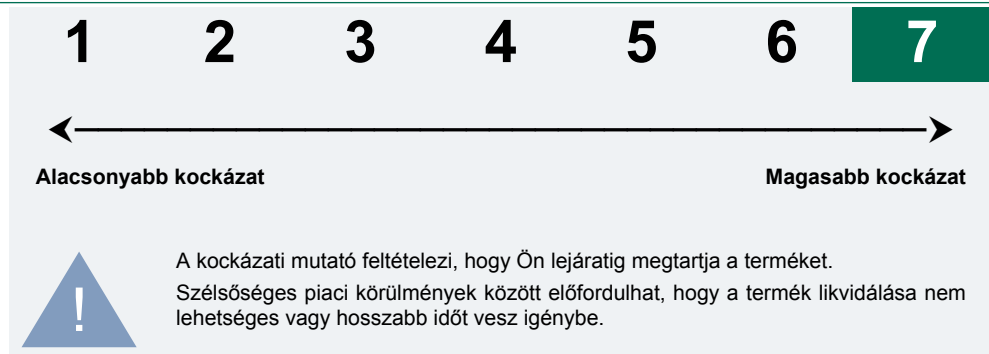 1 2 3 4 5 6 7
Alacsonyabb kockázat Magasabb kockázat
A kockázati mutató feltételezi, hogy Ön lejáratig megtartja a terméket.
Szélsőséges piaci körülmények között előfordulhat, hogy a termék likvidálása nem
lehetséges vagy hosszabb időt vesz igénybe.
!